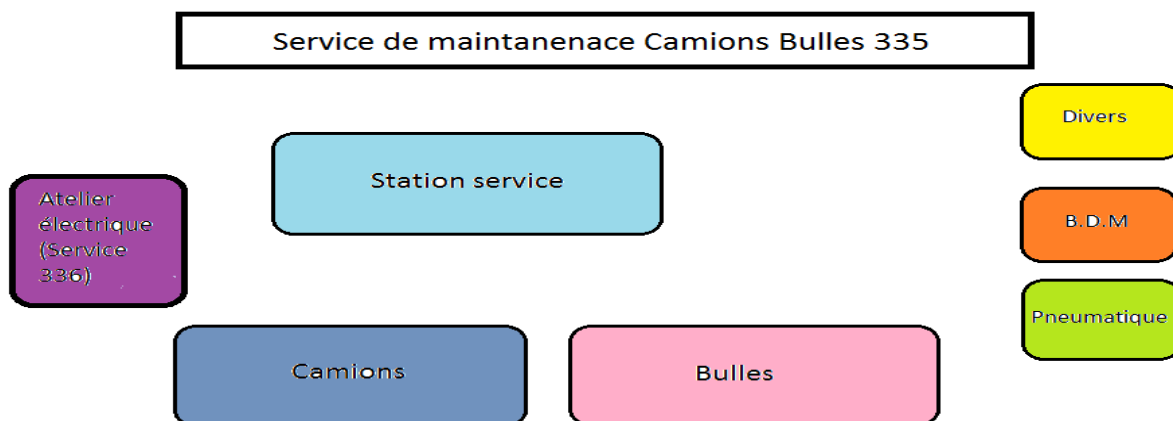 Service de maintanenace Camions Bulles 335
Divers
Station service
Atelier
électrique
(Service
336)
B.D.M
Pneumatique
Camions
Bulles